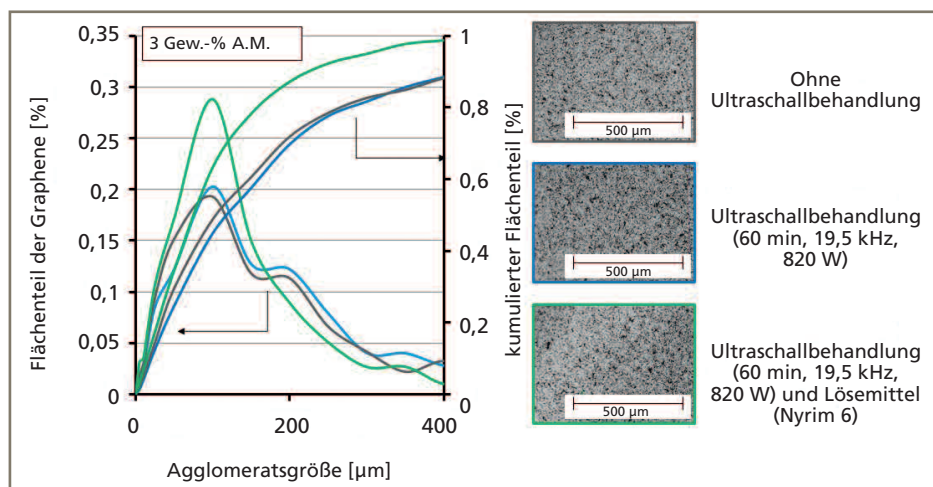 Flächenteil der Graphene [%]
0,35
0,3
0,25
0,2
0,15
0,1
0,05
0
3 Gew.-% A.M.
0
200
400
Agglomeratsgröße [µm]
1
0,8
0,6
0,4
0,2
0
kumulierter Flächenteil [%]
500 µm
Ohne
Ultraschallbehandlung
500 µm
Ultraschallbehandlung
(60 min, 19,5 kHz,
820 W)
500 µm
Ultraschallbehandlung
(60 min, 19,5 kHz,
820 W) und Lösemittel
(Nyrim 6)